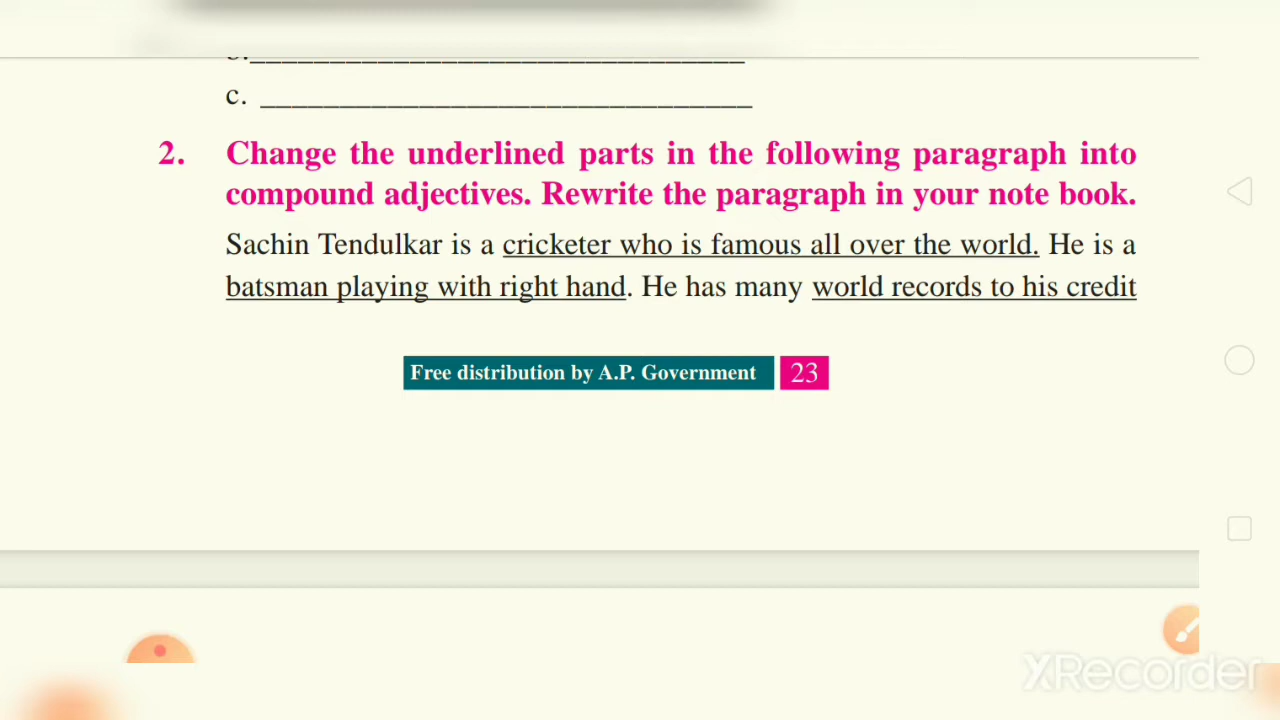 c. ________________________________
2. Change the underlined parts in the following paragraph into
compound adjectives. Rewrite the paragraph in your note book.
Sachin Tendulkar is a cricketer who is famous all over the world. He is a
batsman playing with right hand. He has many world records to his credit
Free distribution by A.P. Government 23
XRecorder